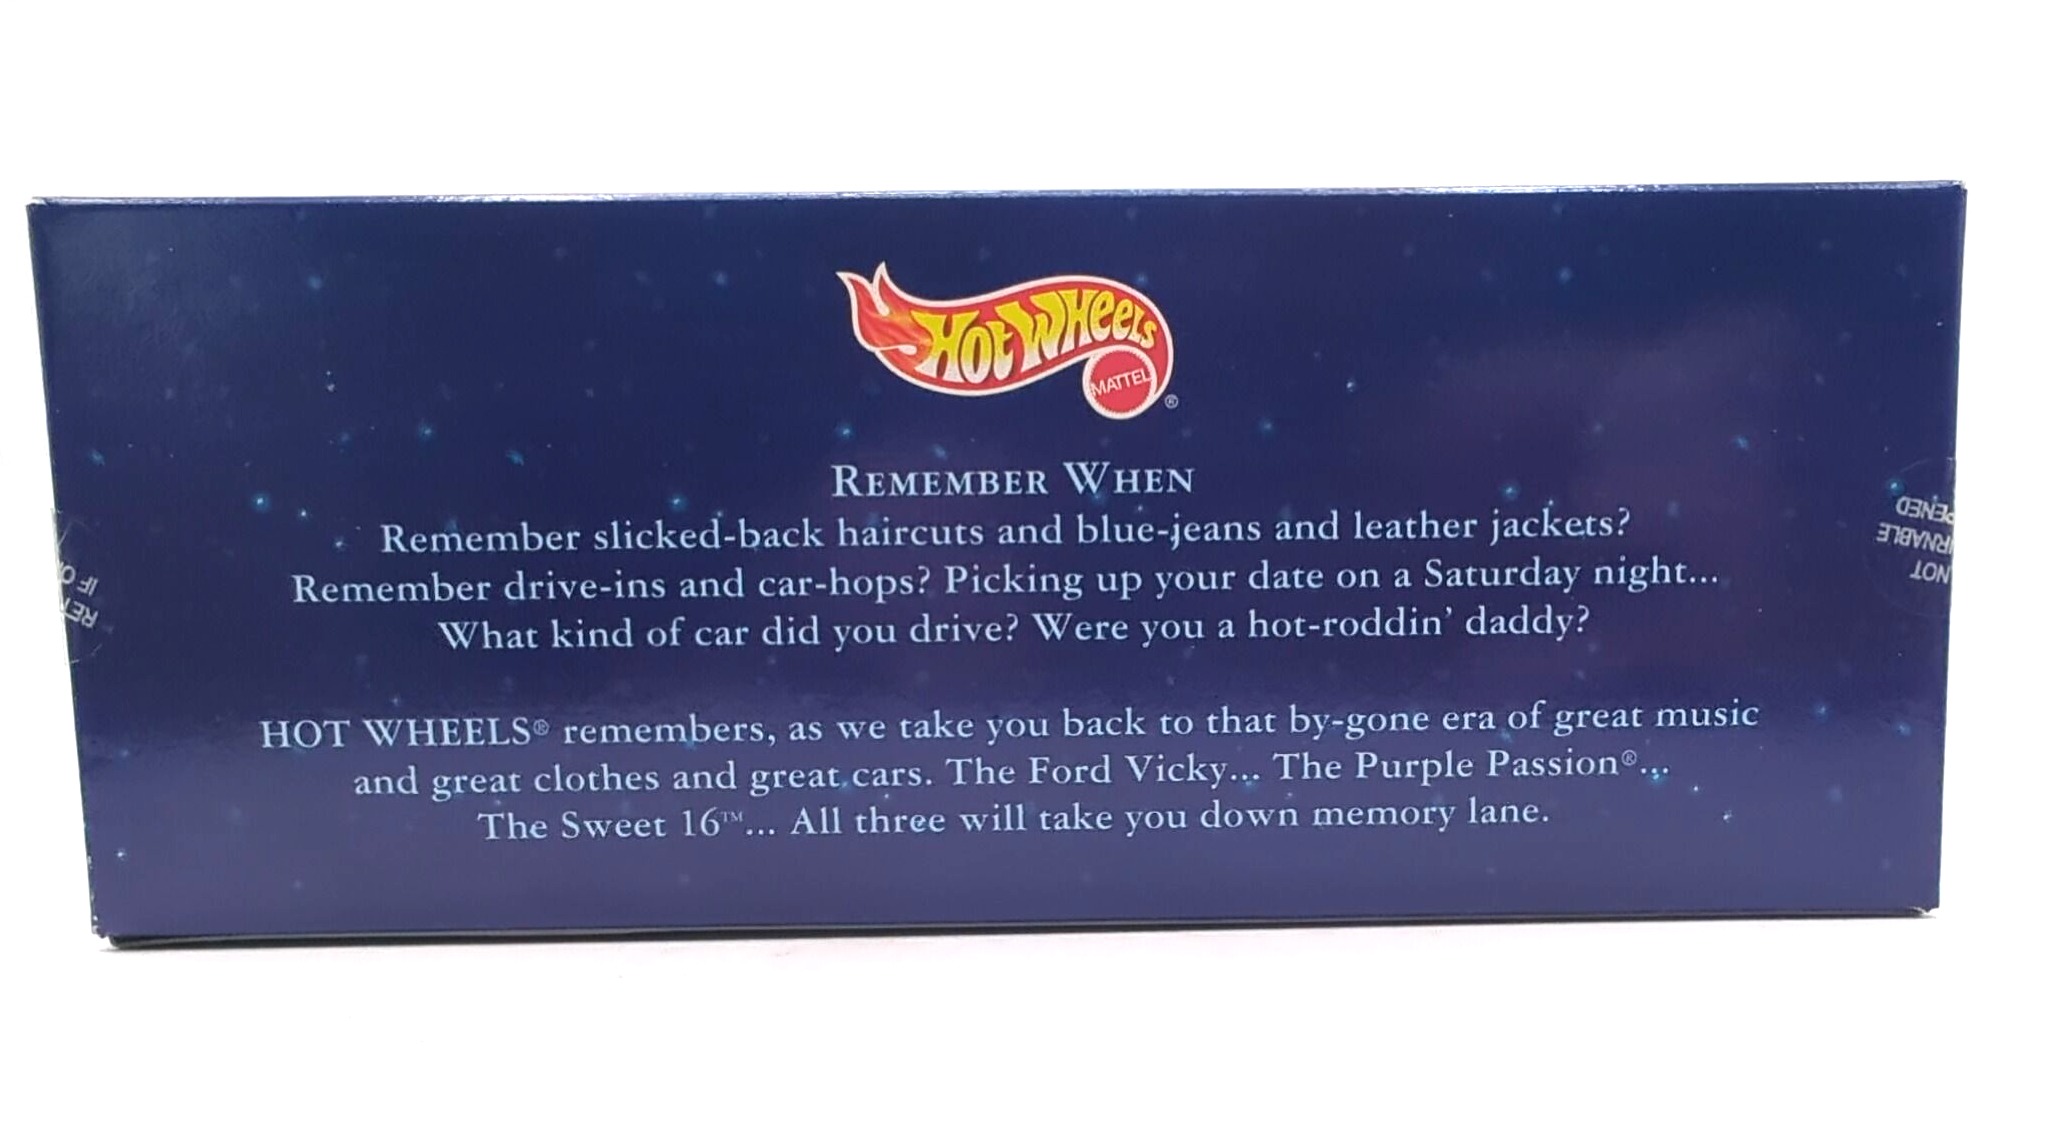 Hot Wheels
MATTEL
®
REMEMBER WHEN
Remember slicked-back haircuts and blue-jeans and leather jackets?
Remember drive-ins and car-hops? Picking up your date on a Saturday night...
What kind of car did you drive? Were you a hot-roddin’ daddy?
HOT WHEELS® remembers, as we take you back to that by-gone era of great music
and great clothes and great cars. The Ford Vicky... The Purple Passion®...
The Sweet 16™... All three will take you down memory lane.
NOT
IF